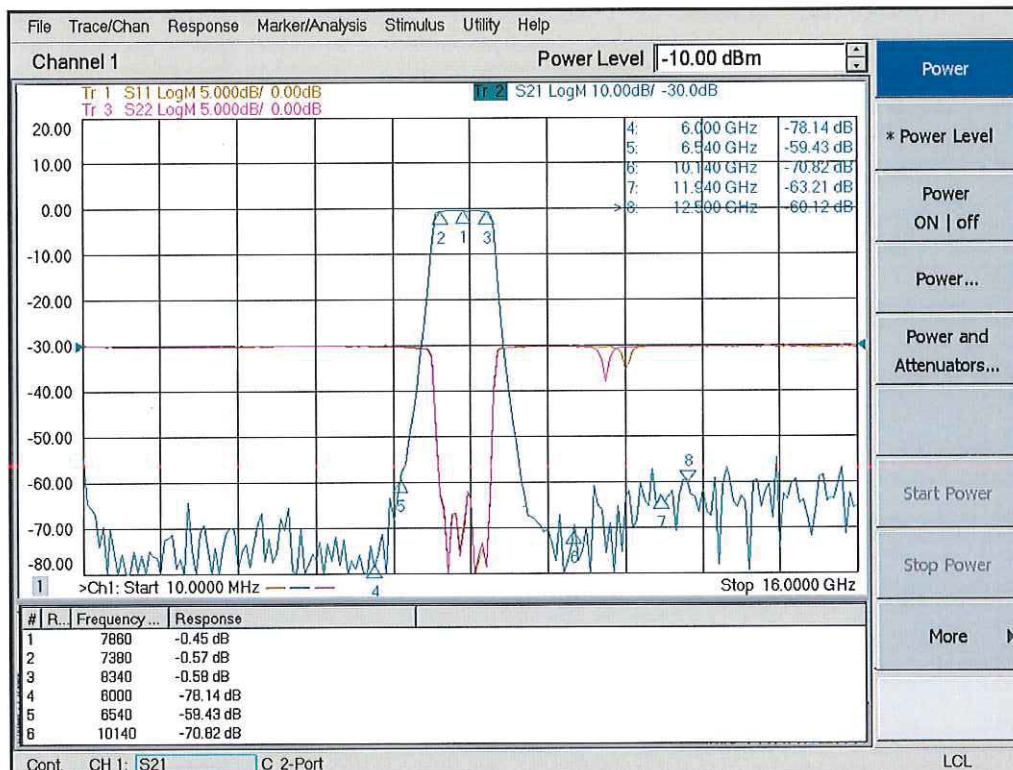 File Trace/Chan Response Marker/Analysis Stimulus Utility Help
Channel 1 Power Level -10.00 dBm
Tr 1 S11 LogM 5.000dB/ 0.00dB Tr 2 S21 LogM 10.00dB/ -30.0dB
Tr 3 S22 LogM 5.000dB/ 0.00dB
20.00
10.00
0.00
-10.00
-20.00
-30.00
-40.00
-50.00
-60.00
-70.00
-80.00
4: 6.000 GHz -78.14 dB
5: 6.540 GHz -59.43 dB
6: 10.140 GHz -70.82 dB
7: 11.940 GHz -63.21 dB
>8: 12.500 GHz -60.12 dB
2 1 3
8
5 7
6
4
1 >Ch1: Start 10.0000 MHz Stop 16.0000 GHz
# R... Frequency ... Response
1 7860 -0.45 dB
2 7380 -0.57 dB
3 8340 -0.58 dB
4 6000 -78.14 dB
5 6540 -59.43 dB
6 10140 -70.82 dB
Cont. CH 1: S21 C 2-Port LCL
Power
* Power Level
Power
ON | off
Power...
Power and
Attenuators...
Start Power
Stop Power
More